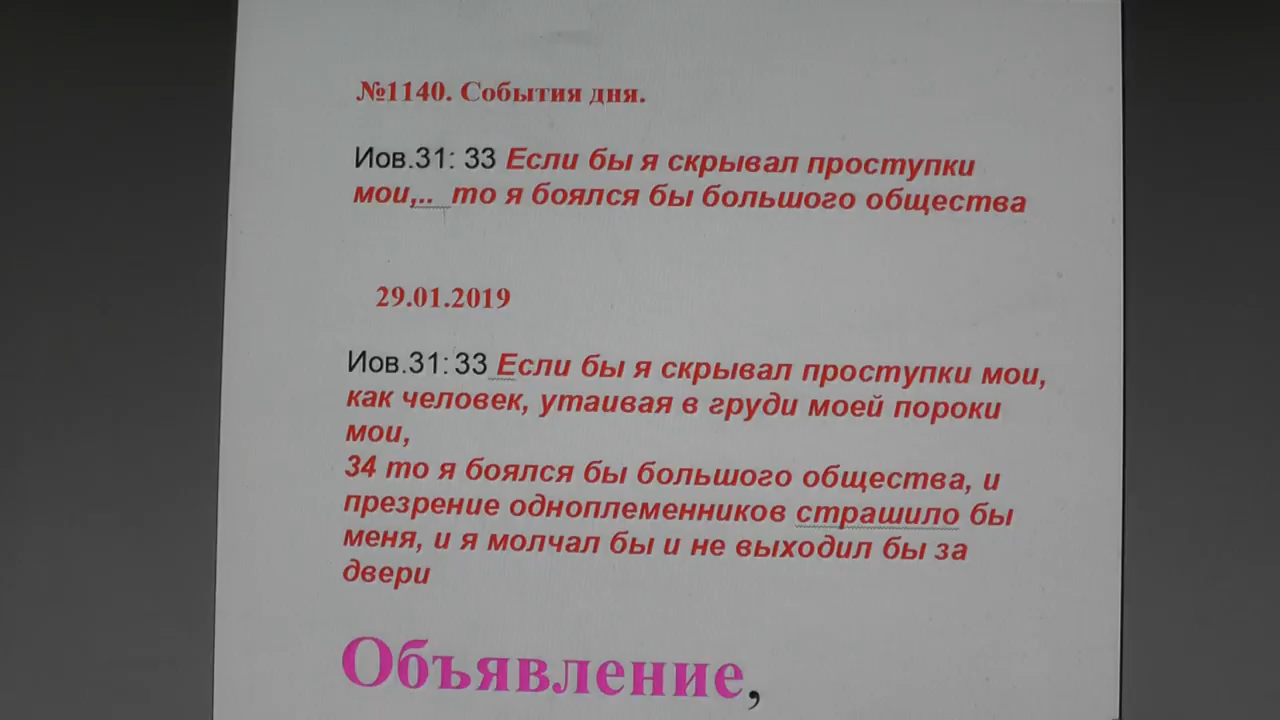 №1140. События дня.
Иов.31: 33 Если бы я скрывал проступки
мои,.. то я боялся бы большого общества
29.01.2019
Иов.31: 33 Если бы я скрывал проступки мои,
как человек, утаивая в груди моей пороки
мои,
34 то я боялся бы большого общества, и
презрение одноплеменников страшило бы
меня, и я молчал бы и не выходил бы за
двери
Объявление,